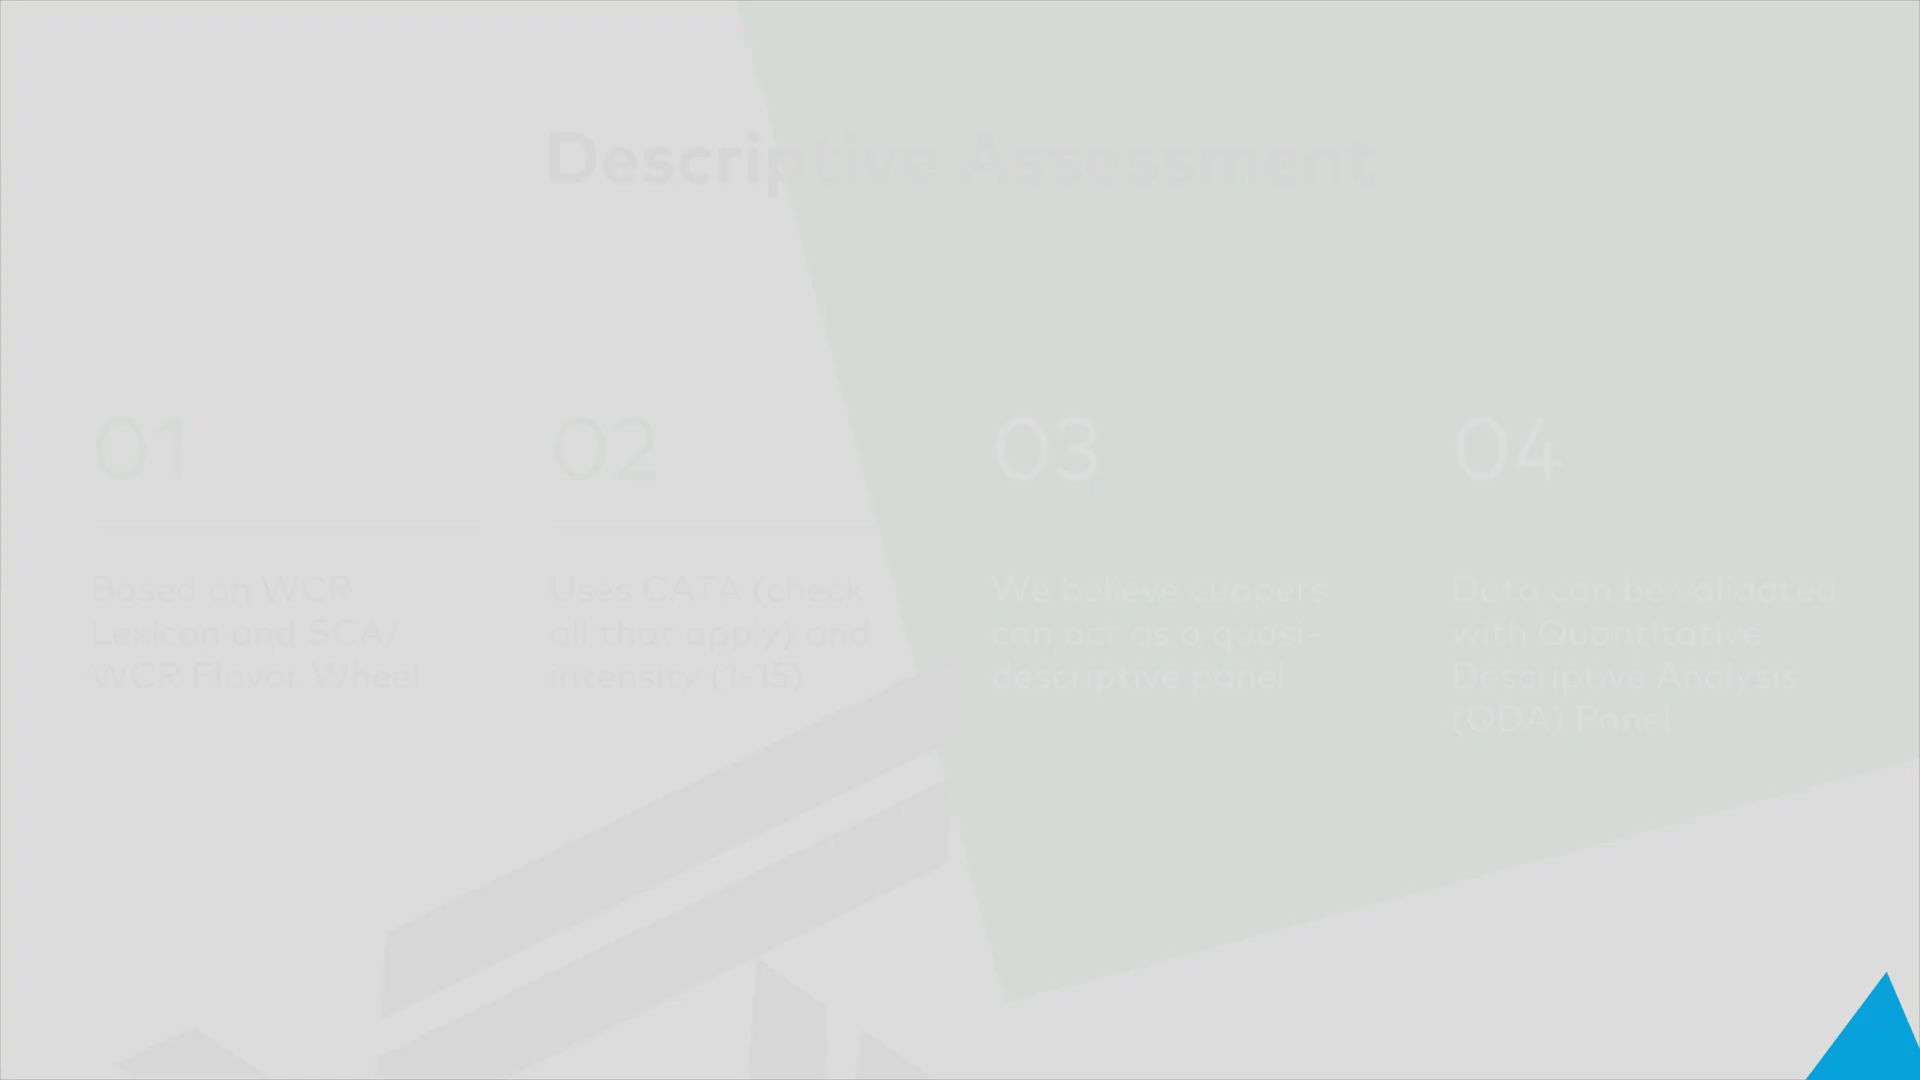 Descriptive Assessment
01
Based on WCR
Lexicon and SCA/
WCR Flavor Wheel
02
Uses CATA (check
all that apply) and
intensity (1-15)
03
We believe cuppers
can act as a quasi-
descriptive panel
04
Data can be validated
with Quantitative
Descriptive Analysis
(QDA) Panel